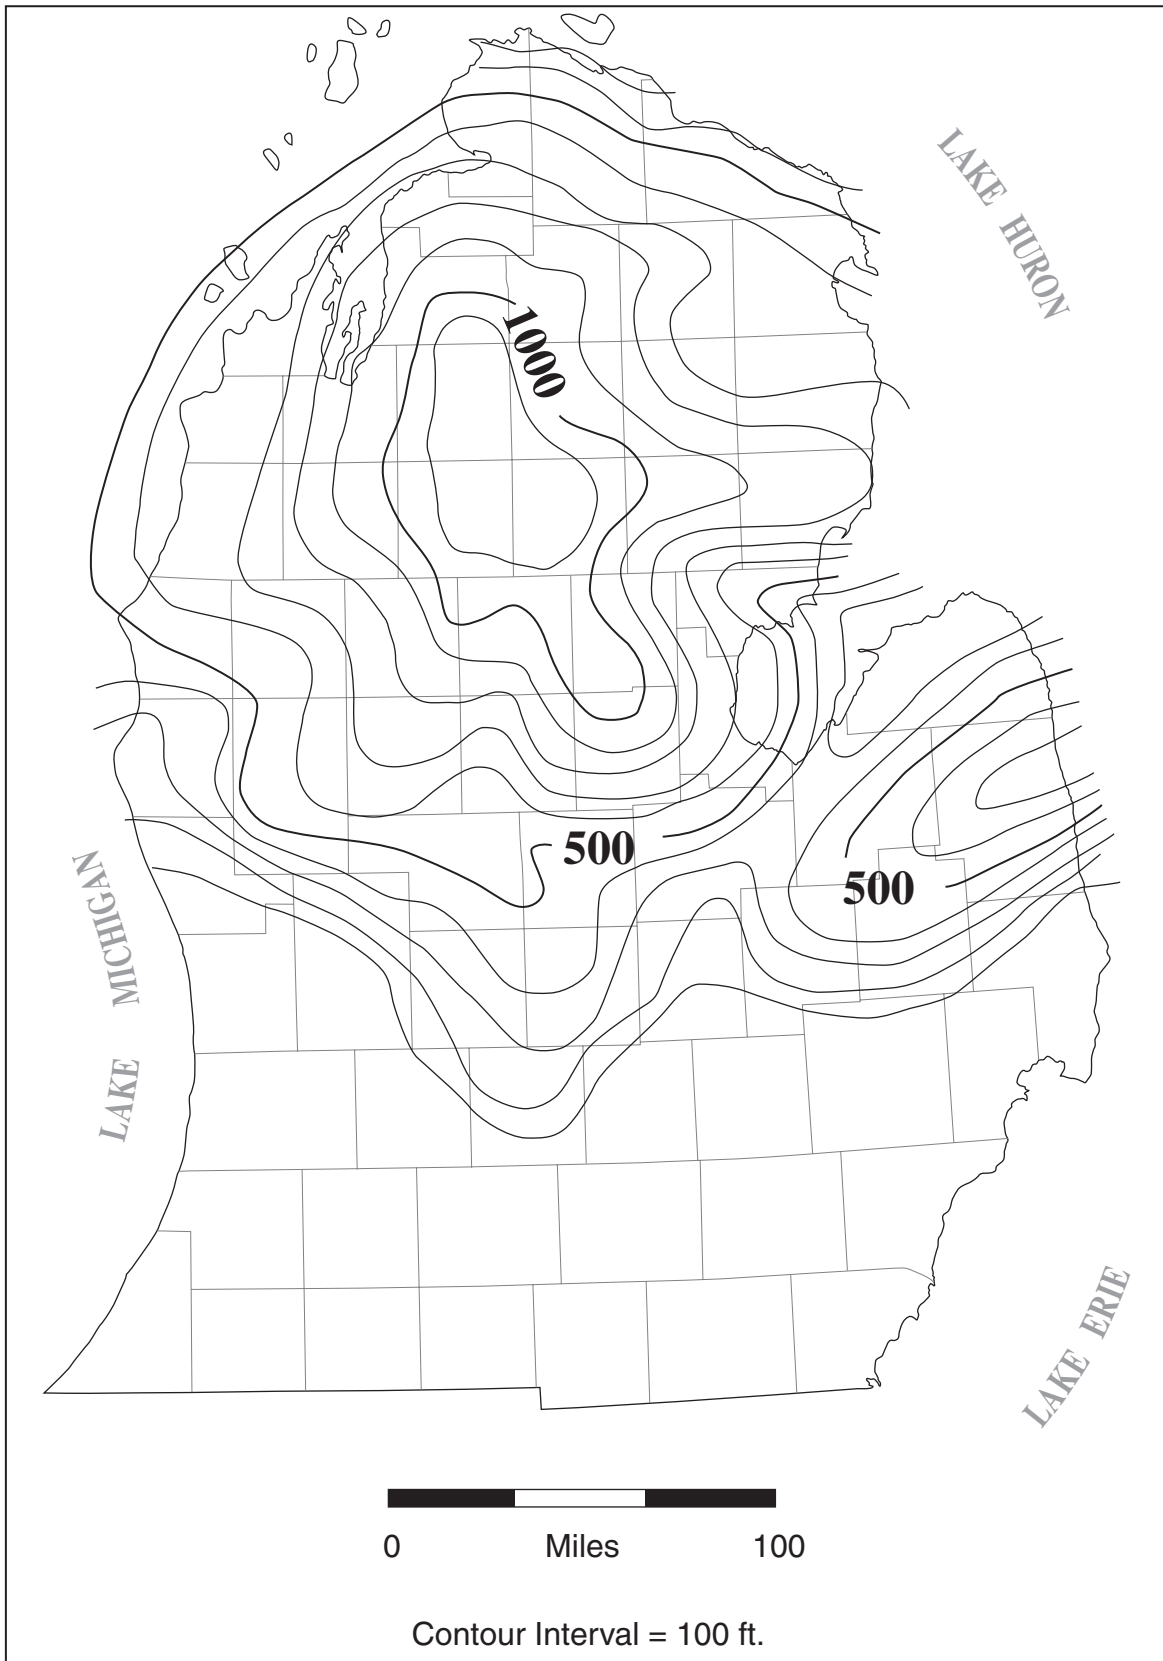 LAKE HURON
1000
500
500
LAKE MICHIGAN
LAKE ERIE
0 Miles 100
Contour Interval = 100 ft.